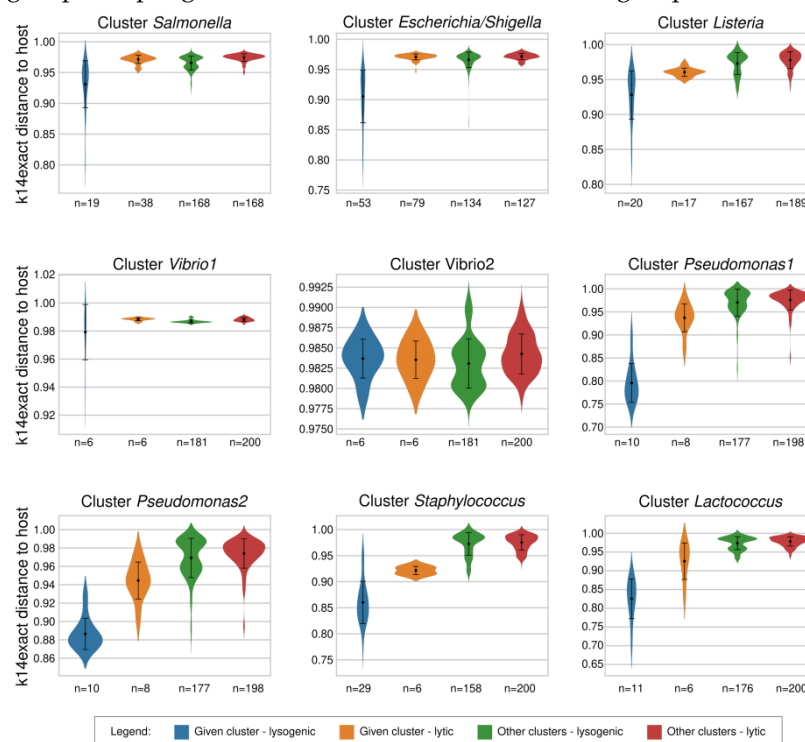 Cluster Salmonella
Cluster Escherichia/Shigella
Cluster Listeria
k14exact distance to host
1.00
0.95
0.90
0.85
0.80
1.00
0.95
0.90
0.85
0.80
0.75
1.00
0.95
0.90
0.85
0.80
n=19 n=38 n=168 n=168
n=53 n=79 n=134 n=127
n=20 n=17 n=167 n=189
Cluster Vibrio1
Cluster Vibrio2
Cluster Pseudomonas1
k14exact distance to host
1.02
1.00
0.98
0.96
0.94
0.92
0.9925
0.9900
0.9875
0.9850
0.9825
0.9800
0.9775
0.9750
1.00
0.95
0.90
0.85
0.80
0.75
0.70
n=6 n=6 n=181 n=200
n=6 n=6 n=181 n=200
n=10 n=8 n=177 n=198
Cluster Pseudomonas2
Cluster Staphylococcus
Cluster Lactococcus
k14exact distance to host
1.00
0.98
0.96
0.94
0.92
0.90
0.88
0.86
1.00
0.95
0.90
0.85
0.80
0.75
1.00
0.95
0.90
0.85
0.80
0.75
0.70
0.65
n=10 n=8 n=177 n=198
n=29 n=6 n=158 n=200
n=11 n=6 n=176 n=200
Legend: Given cluster - lysogenic Given cluster - lytic Other clusters - lysogenic Other clusters - lytic